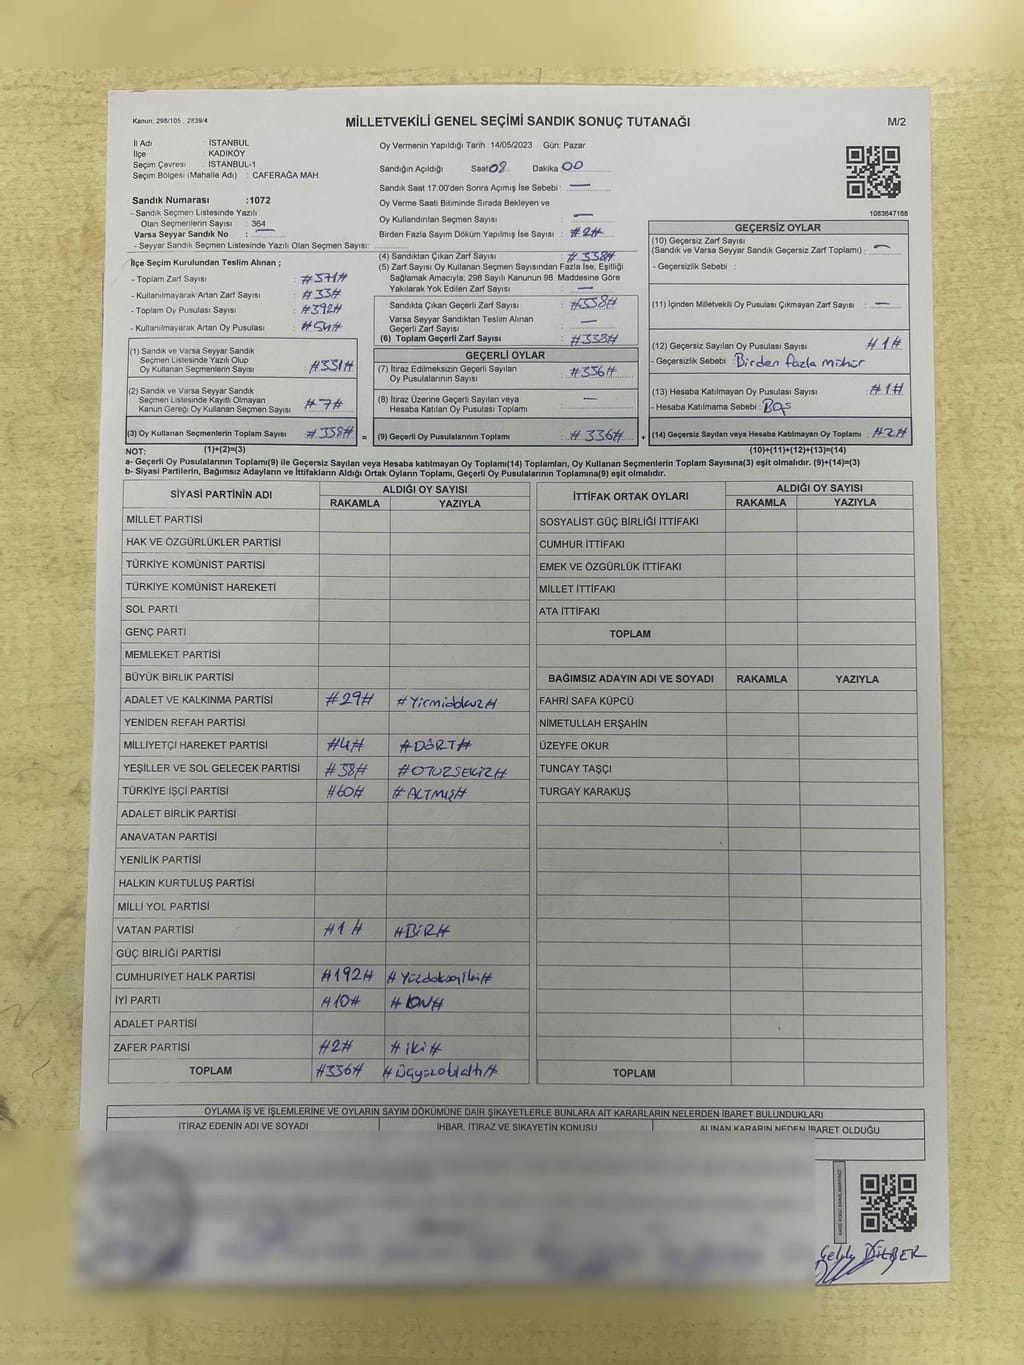 Kanun; 298/105 , 2839/4
MİLLETVEKİLİ GENEL SEÇİMİ SANDIK SONUÇ TUTANAĞI
M/2
İl Adı : İSTANBUL
İlçe : KADIKÖY
Seçim Çevresi : İSTANBUL-1
Seçim Bölgesi (Mahalle Adı) : CAFERAĞA MAH.
Sandık Numarası :1072
- Sandık Seçmen Listesinde Yazılı
Olan Seçmenlerin Sayısı : 364
Varsa Seyyar Sandık No : —
- Seyyar Sandık Seçmen Listesinde Yazılı Olan Seçmen Sayısı:
Oy Vermenin Yapıldığı Tarih :14/05/2023 Gün: Pazar
Sandığın Açıldığı Saat 08 Dakika 00
Sandık Saat 17:00'den Sonra Açımış İse Sebebi : —
Oy Verme Saati Bitiminde Sırada Bekleyen ve
Oy Kullandırılan Seçmen Sayısı : —
Birden Fazla Sayım Döküm Yapılmış İse Sayısı : #2#
1083647168
İlçe Seçim Kurulundan Teslim Alınan ;
- Toplam Zarf Sayısı : #371#
- Kullanılmayarak Artan Zarf Sayısı : #33#
- Toplam Oy Pusulası Sayısı : #392#
- Kullanılmayarak Artan Oy Pusulası : #54#
(1) Sandık ve Varsa Seyyar Sandık
Seçmen Listesinde Yazılı Olup
Oy Kullanan Seçmenlerin Sayısı : #331#
(2) Sandık ve Varsa Seyyar Sandık
Seçmen Listesinde Kayıtlı Olmayan
Kanun Gereği Oy Kullanan Seçmen Sayısı : #7#
(3) Oy Kullanan Seçmenlerin Toplam Sayısı : #338# =
(4) Sandıktan Çıkan Zarf Sayısı : #338#
(5) Zarf Sayısı Oy Kullanan Seçmen Sayısından Fazla İse, Eşitliği
Sağlamak Amacıyla; 298 Sayılı Kanunun 98. Maddesine Göre
Yakılarak Yok Edilen Zarf Sayısı : —
Sandıkta Çıkan Geçerli Zarf Sayısı : #338#
Varsa Seyyar Sandıktan Teslim Alınan
Geçerli Zarf Sayısı : —
(6) Toplam Geçerli Zarf Sayısı : #338#
GEÇERLİ OYLAR
(7) İtiraz Edilmeksizin Geçerli Sayılan
Oy Pusulalarının Sayısı : #336#
(8) İtiraz Üzerine Geçerli Sayılan veya
Hesaba Katılan Oy Pusulası Toplamı : —
(9) Geçerli Oy Pusulalarının Toplamı : #336# +
GEÇERSİZ OYLAR
(10) Geçersiz Zarf Sayısı
(Sandık ve Varsa Seyyar Sandık Geçersiz Zarf Toplamı) : —
- Geçersizlik Sebebi :
(11) İçinden Milletvekili Oy Pusulası Çıkmayan Zarf Sayısı : —
(12) Geçersiz Sayılan Oy Pusulası Sayısı : #1#
- Geçersizlik Sebebi : Birden fazla mühür
(13) Hesaba Katılmayan Oy Pusulası Sayısı : #1#
- Hesaba Katılmama Sebebi : Boş
(14) Geçersiz Sayılan veya Hesaba Katılmayan Oy Toplamı : #2#
NOT: (1)+(2)=(3) (10)+(11)+(12)+(13)=(14)
a- Geçerli Oy Pusulalarının Toplamı(9) ile Geçersiz Sayılan veya Hesaba katılmayan Oy Toplamı(14) Toplamları, Oy Kullanan Seçmenlerin Toplam Sayısına(3) eşit olmalıdır. (9)+(14)=(3)
b- Siyasi Partilerin, Bağımsız Adayların ve İttifakların Aldığı Oy Toplamı, Geçerli Oy Pusulalarının Toplamına(9) eşit olmalıdır.
SİYASİ PARTİNİN ADI ALDIĞI OY SAYISI
RAKAMLA YAZIYLA
MİLLET PARTİSİ
HAK VE ÖZGÜRLÜKLER PARTİSİ
TÜRKİYE KOMÜNİST PARTİSİ
TÜRKİYE KOMÜNİST HAREKETİ
SOL PARTİ
GENÇ PARTİ
MEMLEKET PARTİSİ
BÜYÜK BİRLİK PARTİSİ
ADALET VE KALKINMA PARTİSİ #29# #Yirmidokuz#
YENİDEN REFAH PARTİSİ
MİLLİYETÇİ HAREKET PARTİSİ #4# #DÖRT#
YEŞİLLER VE SOL GELECEK PARTİSİ #38# #OTUZSEKİZ#
TÜRKİYE İŞÇİ PARTİSİ #60# #ALTMIŞ#
ADALET BİRLİK PARTİSİ
ANAVATAN PARTİSİ
YENİLİK PARTİSİ
HALKIN KURTULUŞ PARTİSİ
MİLLİ YOL PARTİSİ
VATAN PARTİSİ #1# #BİR#
GÜÇ BİRLİĞİ PARTİSİ
CUMHURİYET HALK PARTİSİ #192# #Yüzdoksaniki#
İYİ PARTİ #10# #ON#
ADALET PARTİSİ
ZAFER PARTİSİ #2# #iki#
TOPLAM #336# #Üçyüzotuzaltı#
İTTİFAK ORTAK OYLARI ALDIĞI OY SAYISI
RAKAMLA YAZIYLA
SOSYALİST GÜÇ BİRLİĞİ İTTİFAKI
CUMHUR İTTİFAKI
EMEK VE ÖZGÜRLÜK İTTİFAKI
MİLLET İTTİFAKI
ATA İTTİFAKI
TOPLAM
BAĞIMSIZ ADAYIN ADI VE SOYADI RAKAMLA YAZIYLA
FAHRİ SAFA KÜPCÜ
NİMETULLAH ERŞAHİN
ÜZEYFE OKUR
TUNCAY TAŞÇI
TURGAY KARAKUŞ
TOPLAM
OYLAMA İŞ VE İŞLEMLERİNE VE OYLARIN SAYIM DÖKÜMÜNE DAİR ŞİKAYETLERLE BUNLARA AİT KARARLARIN NELERDEN İBARET BULUNDUKLARI
İTİRAZ EDENİN ADI VE SOYADI İHBAR, İTİRAZ VE ŞİKAYETİN KONUSU ALINAN KARARIN NEDEN İBARET OLDUĞU
DİLBER